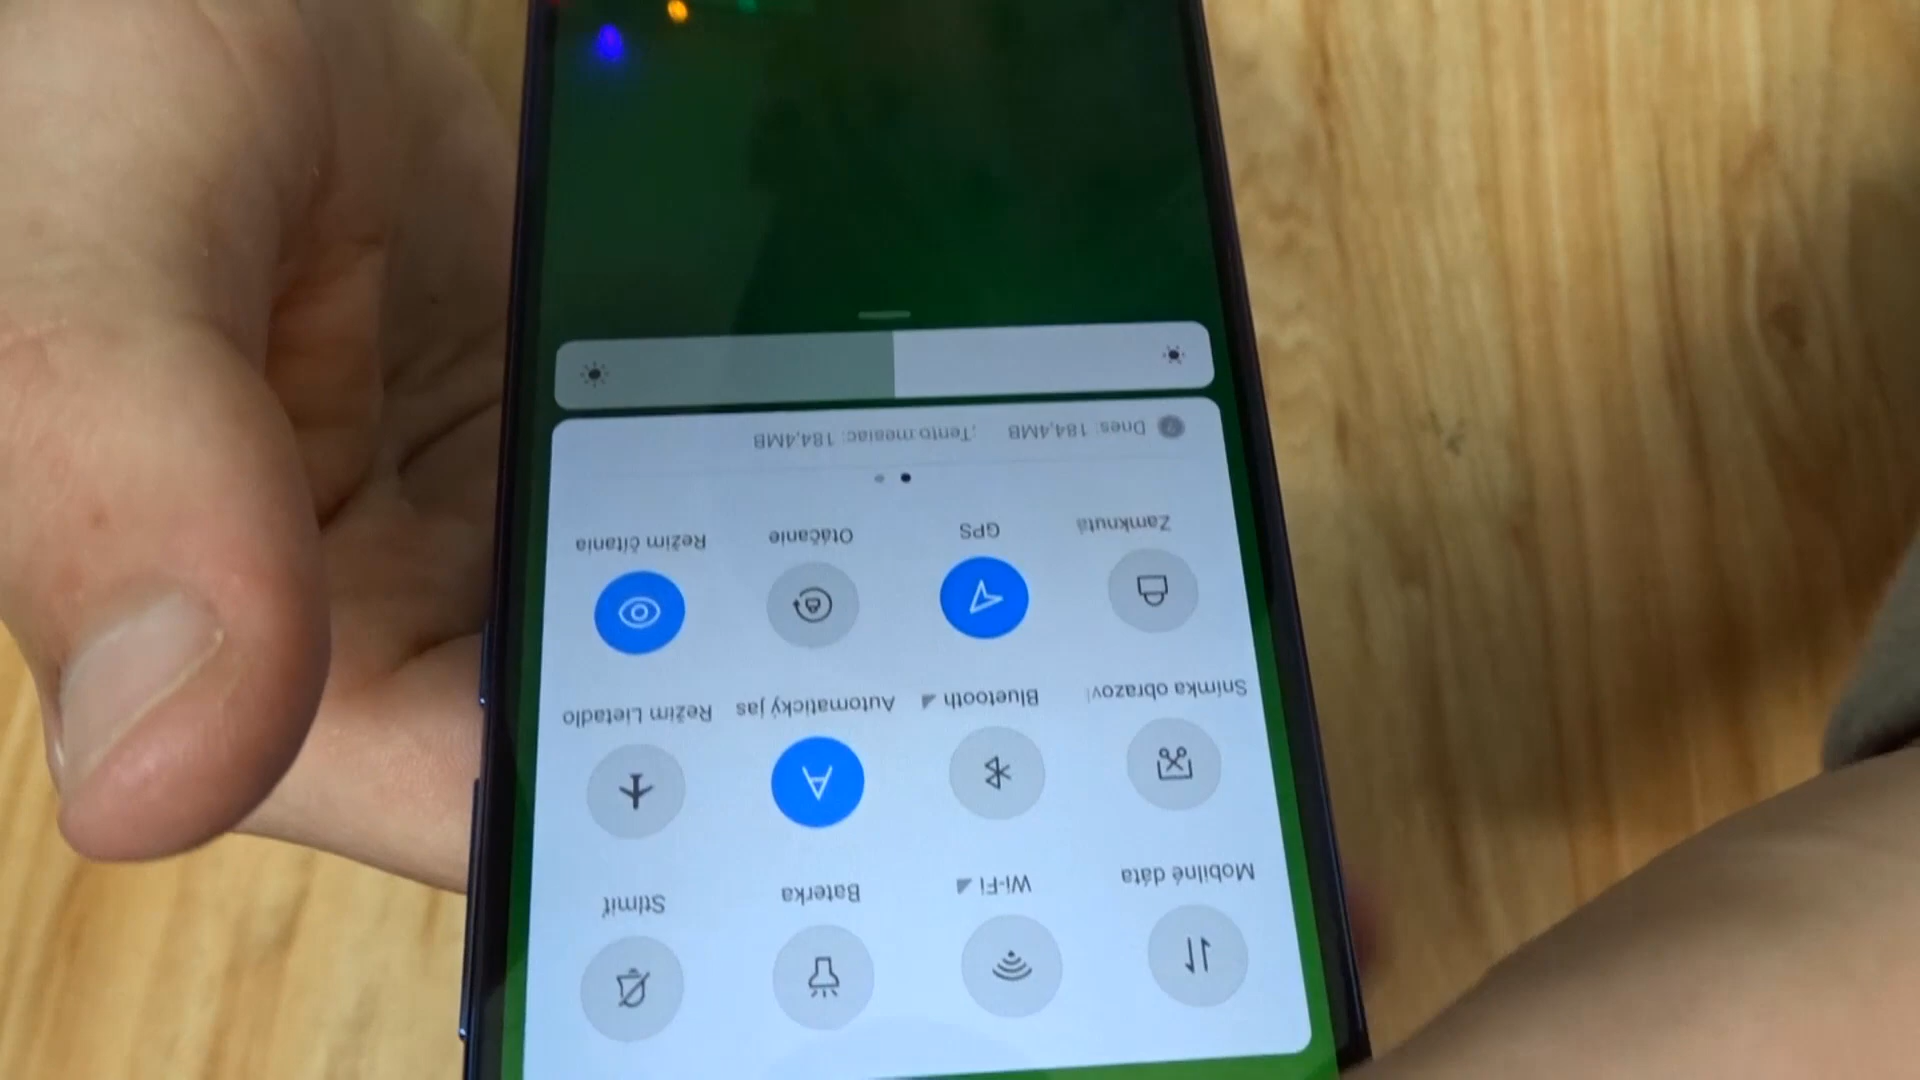 Mobilné dáta Wi-Fi Baterka Stlmiť
Snímka obrazov Bluetooth Automatický jas Režim Lietadlo
Zamknutá GPS Otáčanie Režim čítania
Dnes: 184,4MB Tento mesiac: 184,4MB